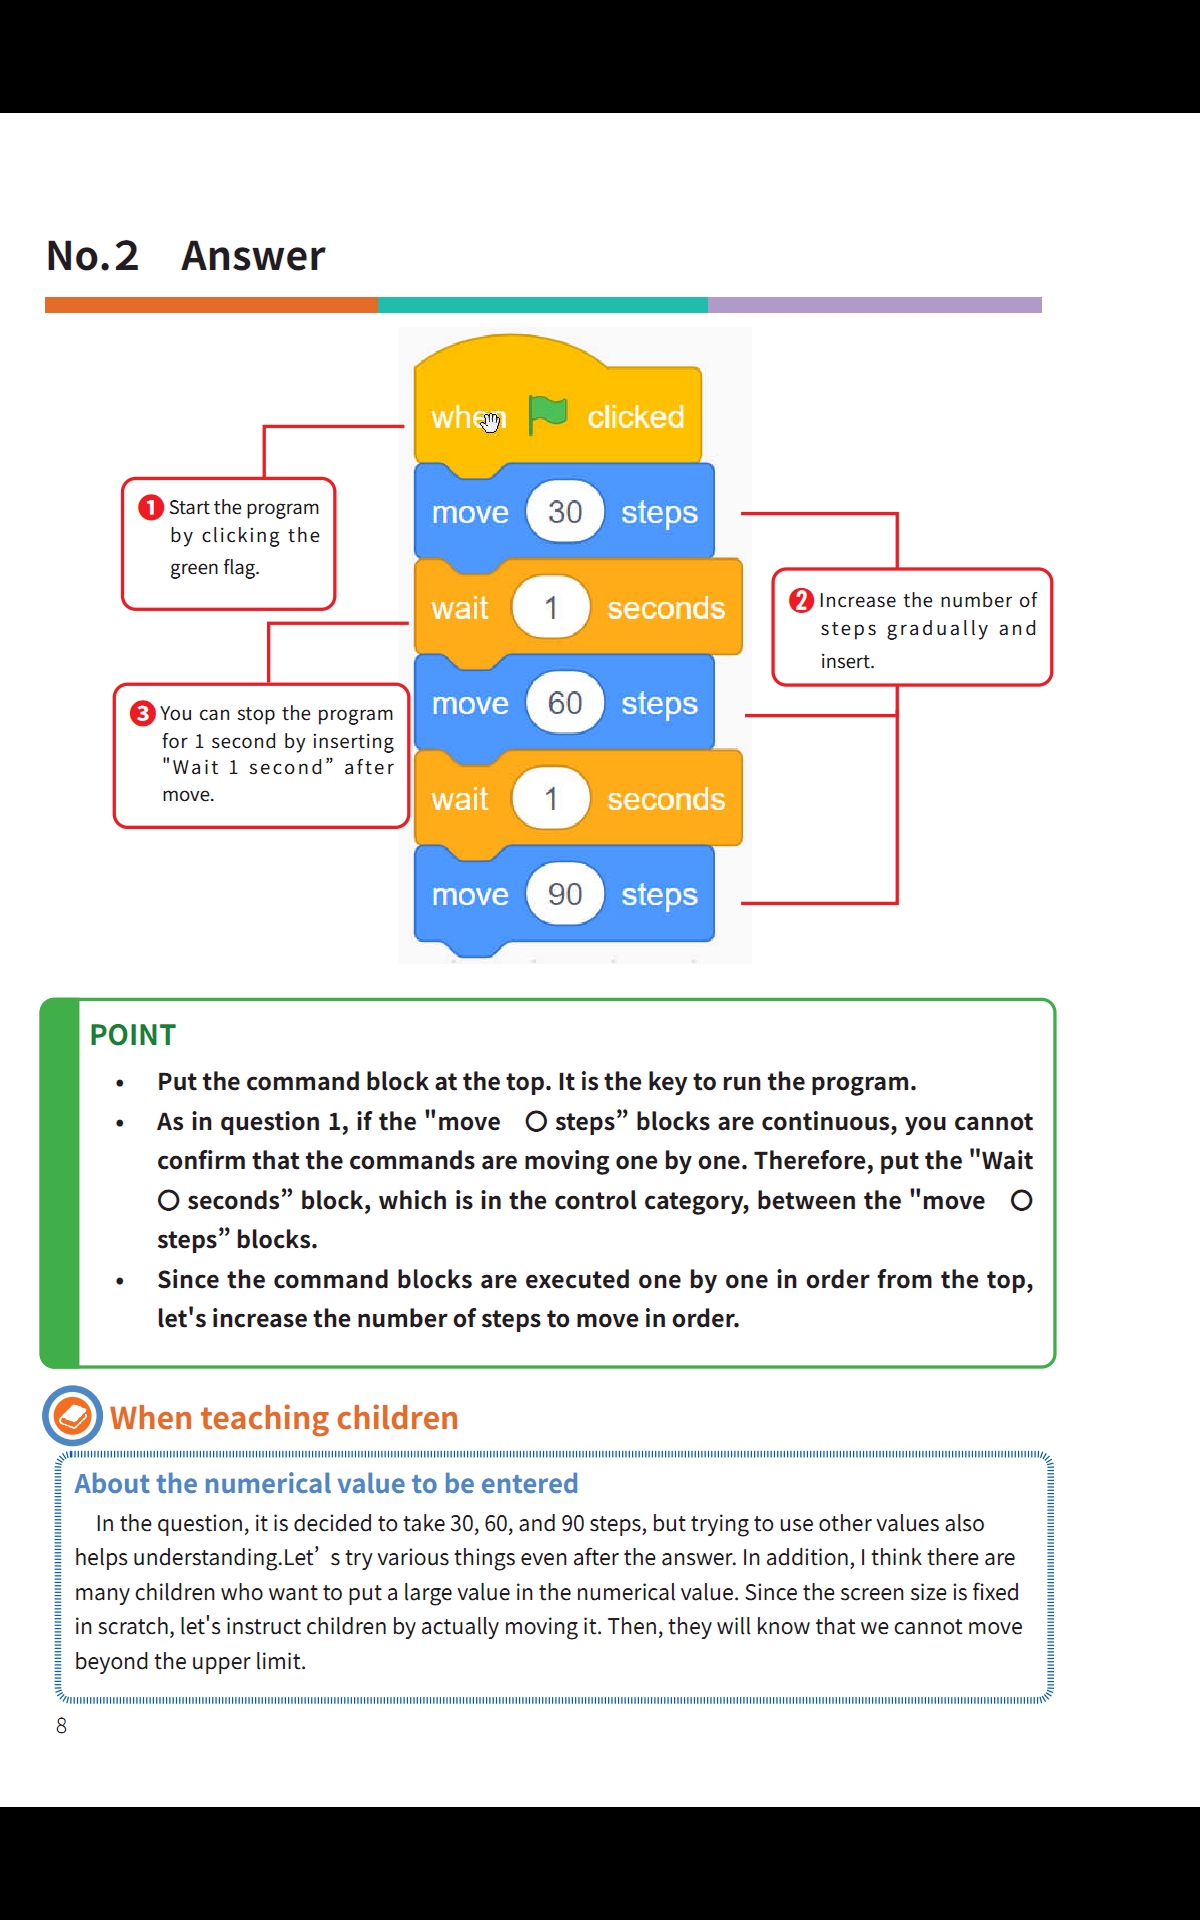 No.2 Answer
when clicked
move 30 steps
wait 1 seconds
move 60 steps
wait 1 seconds
move 90 steps
❶ Start the program
by clicking the
green flag.
❷ Increase the number of
steps gradually and
insert.
❸ You can stop the program
for 1 second by inserting
"Wait 1 second” after
move.
POINT
• Put the command block at the top. It is the key to run the program.
• As in question 1, if the "move ○ steps” blocks are continuous, you cannot
confirm that the commands are moving one by one. Therefore, put the "Wait
○ seconds” block, which is in the control category, between the "move ○
steps” blocks.
• Since the command blocks are executed one by one in order from the top,
let's increase the number of steps to move in order.
When teaching children
About the numerical value to be entered
In the question, it is decided to take 30, 60, and 90 steps, but trying to use other values also
helps understanding.Let’ s try various things even after the answer. In addition, I think there are
many children who want to put a large value in the numerical value. Since the screen size is fixed
in scratch, let's instruct children by actually moving it. Then, they will know that we cannot move
beyond the upper limit.
8